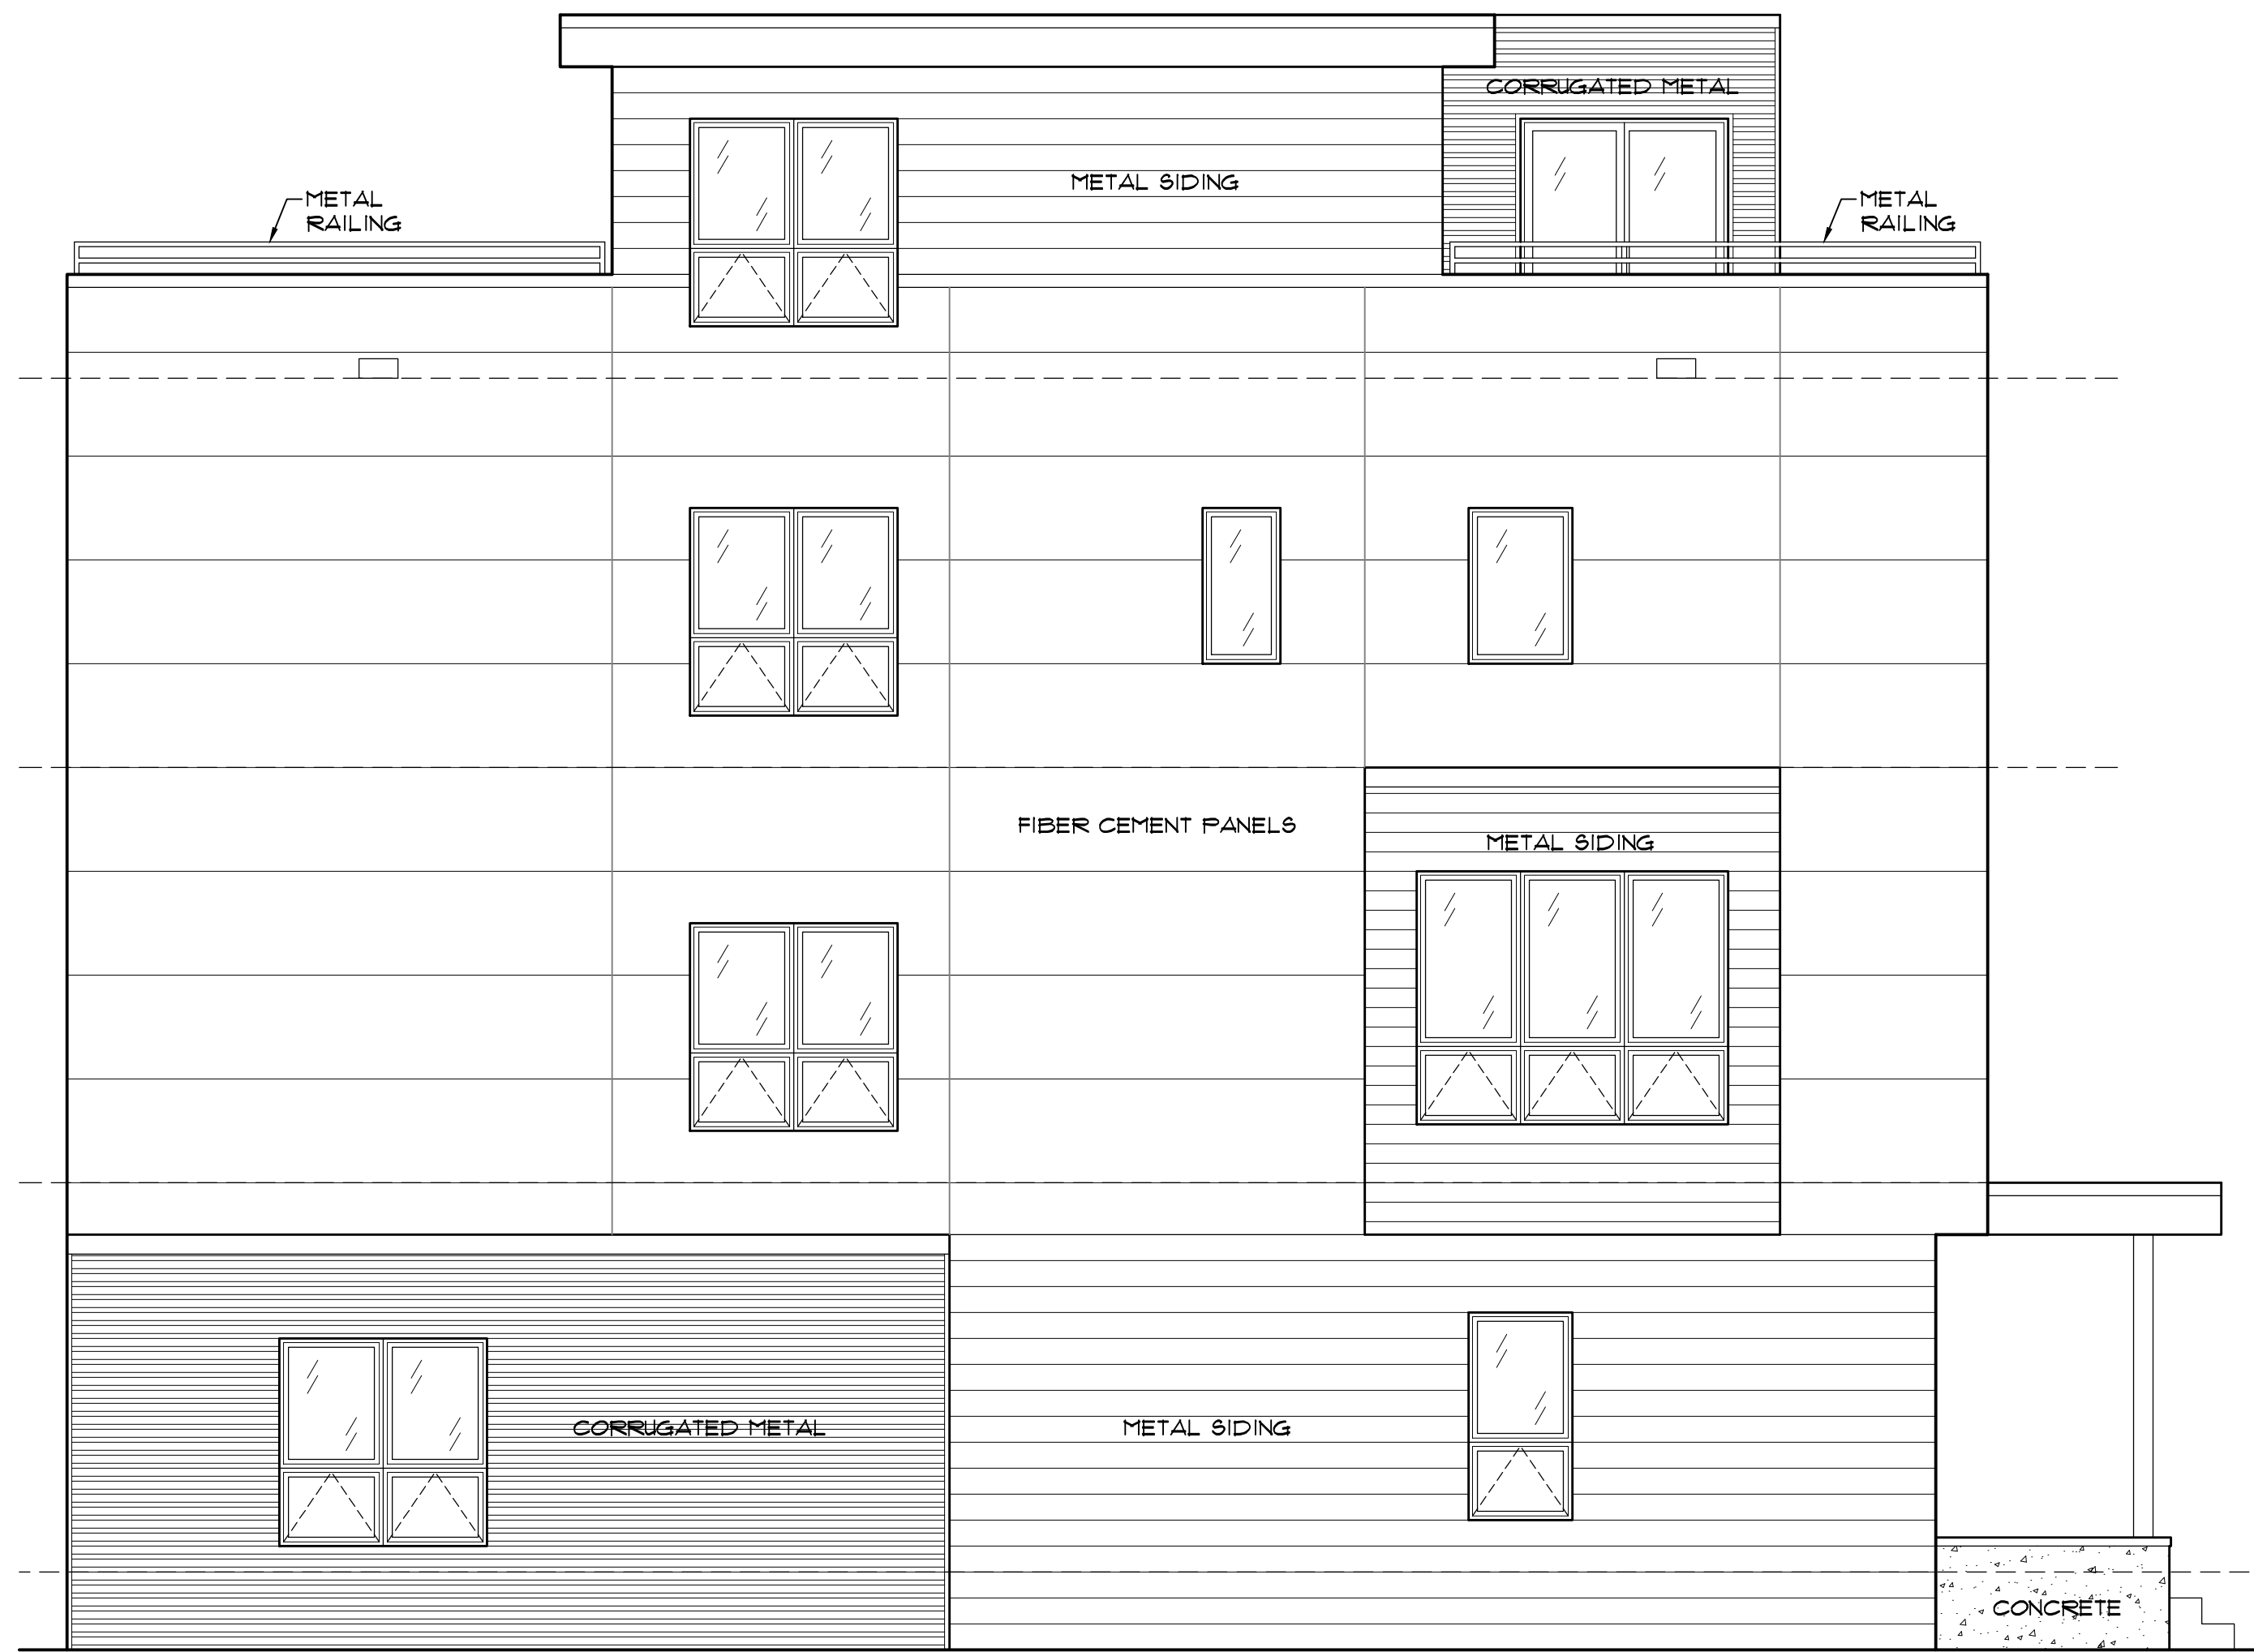 CORRUGATED METAL
METAL SIDING
METAL
RAILING
METAL
RAILING
FIBER CEMENT PANELS
METAL SIDING
CORRUGATED METAL
METAL SIDING
CONCRETE